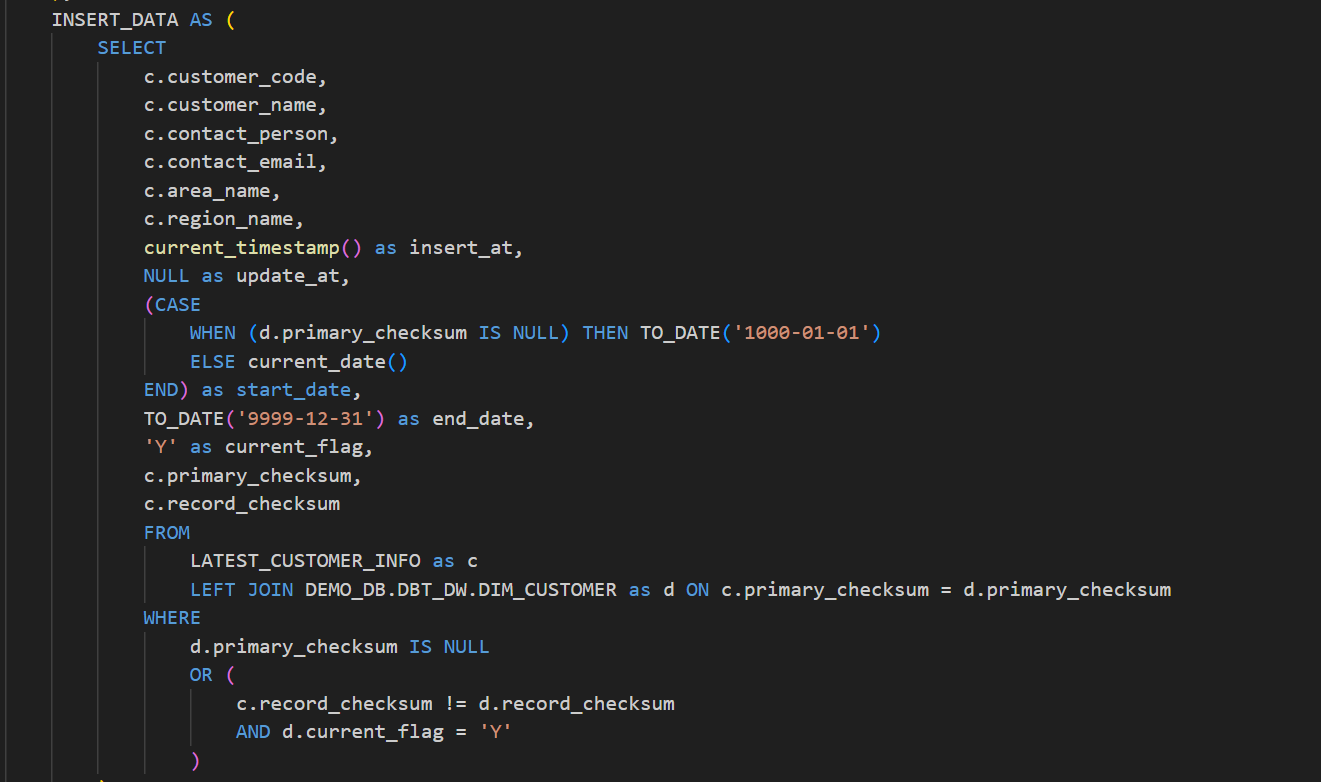 INSERT_DATA AS (
SELECT
c.customer_code,
c.customer_name,
c.contact_person,
c.contact_email,
c.area_name,
c.region_name,
current_timestamp() as insert_at,
NULL as update_at,
(CASE
WHEN (d.primary_checksum IS NULL) THEN TO_DATE('1000-01-01')
ELSE current_date()
END) as start_date,
TO_DATE('9999-12-31') as end_date,
'Y' as current_flag,
c.primary_checksum,
c.record_checksum
FROM
LATEST_CUSTOMER_INFO as c
LEFT JOIN DEMO_DB.DBT_DW.DIM_CUSTOMER as d ON c.primary_checksum = d.primary_checksum
WHERE
d.primary_checksum IS NULL
OR (
c.record_checksum != d.record_checksum
AND d.current_flag = 'Y'
)